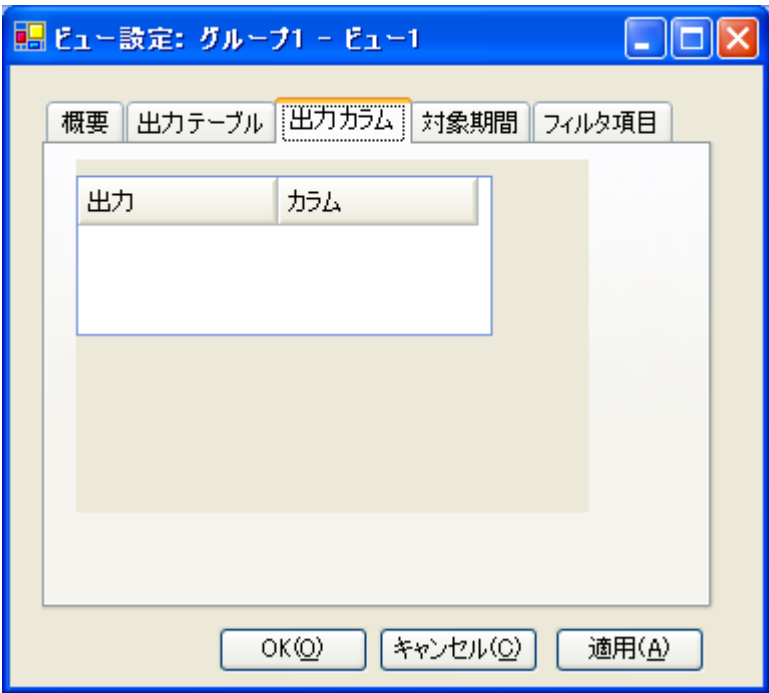 ビュー設定: グループ1 - ビュー1
概要 出力テーブル 出力カラム 対象期間 フィルタ項目
出力 カラム
OK(O) キャンセル(C) 適用(A)